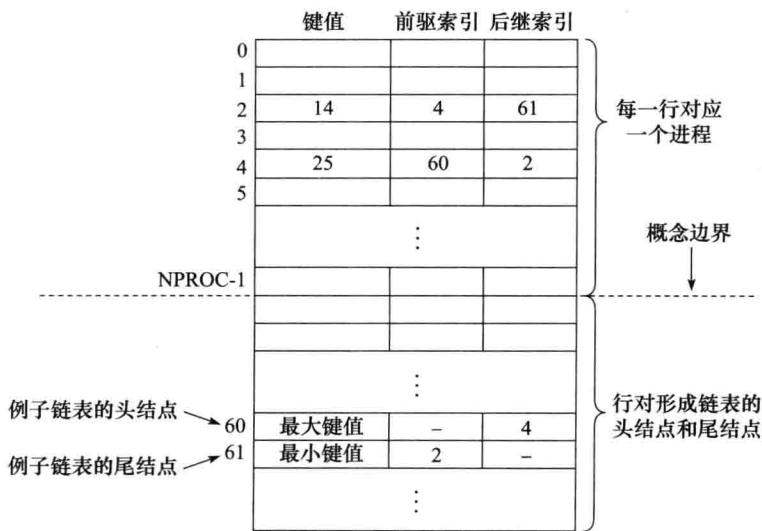 键值 前驱索引 后继索引
0
1
2 14 4 61
3
4 25 60 2
5
⋮
每一行对应
一个进程
概念边界
NPROC-1
⋮
例子链表的头结点 60 最大键值 – 4
例子链表的尾结点 61 最小键值 2 –
行对形成链表的
头结点和尾结点
⋮